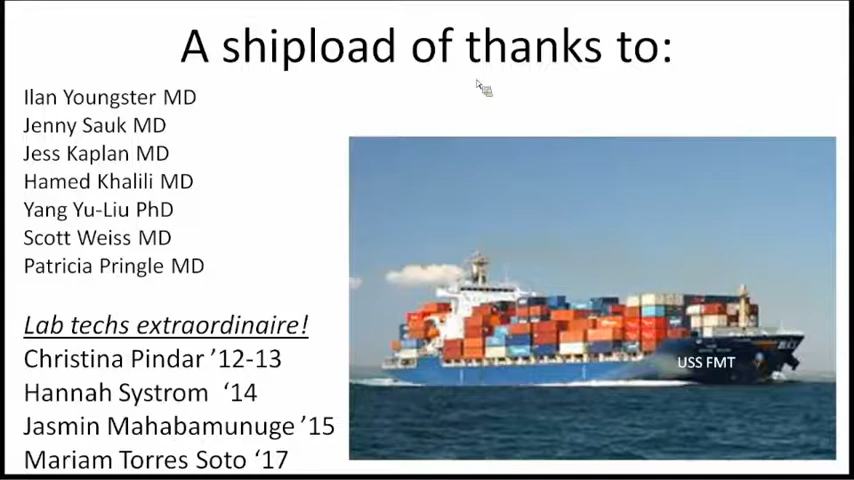 A shipload of thanks to:
Ilan Youngster MD
Jenny Sauk MD
Jess Kaplan MD
Hamed Khalili MD
Yang Yu-Liu PhD
Scott Weiss MD
Patricia Pringle MD
Lab techs extraordinaire!
Christina Pindar ’12-13
Hannah Systrom ‘14
Jasmin Mahabamunuge ’15
Mariam Torres Soto ‘17
USS FMT